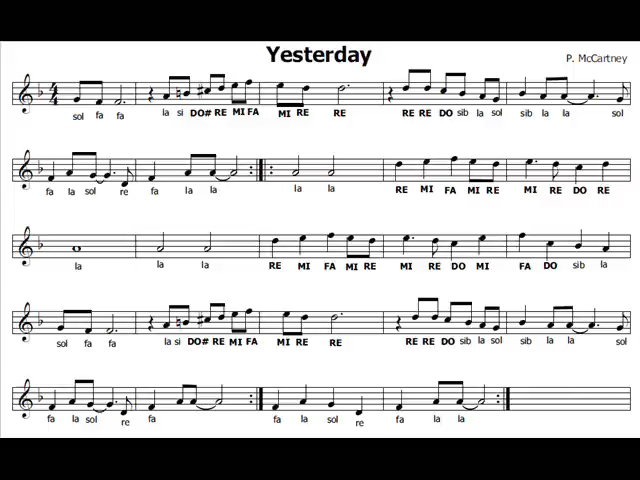 Yesterday
P. McCartney
4
4
sol fa fa la si DO# RE MI FA MI RE RE RE RE DO sib la sol sib la la sol
fa la sol re fa la la la la RE MI FA MI RE MI RE DO RE
la la la RE MI FA MI RE MI RE DO MI FA DO sib la
sol fa fa la si DO# RE MI FA MI RE RE RE RE DO sib la sol sib la la sol
fa la sol re fa la la fa la sol re fa la la